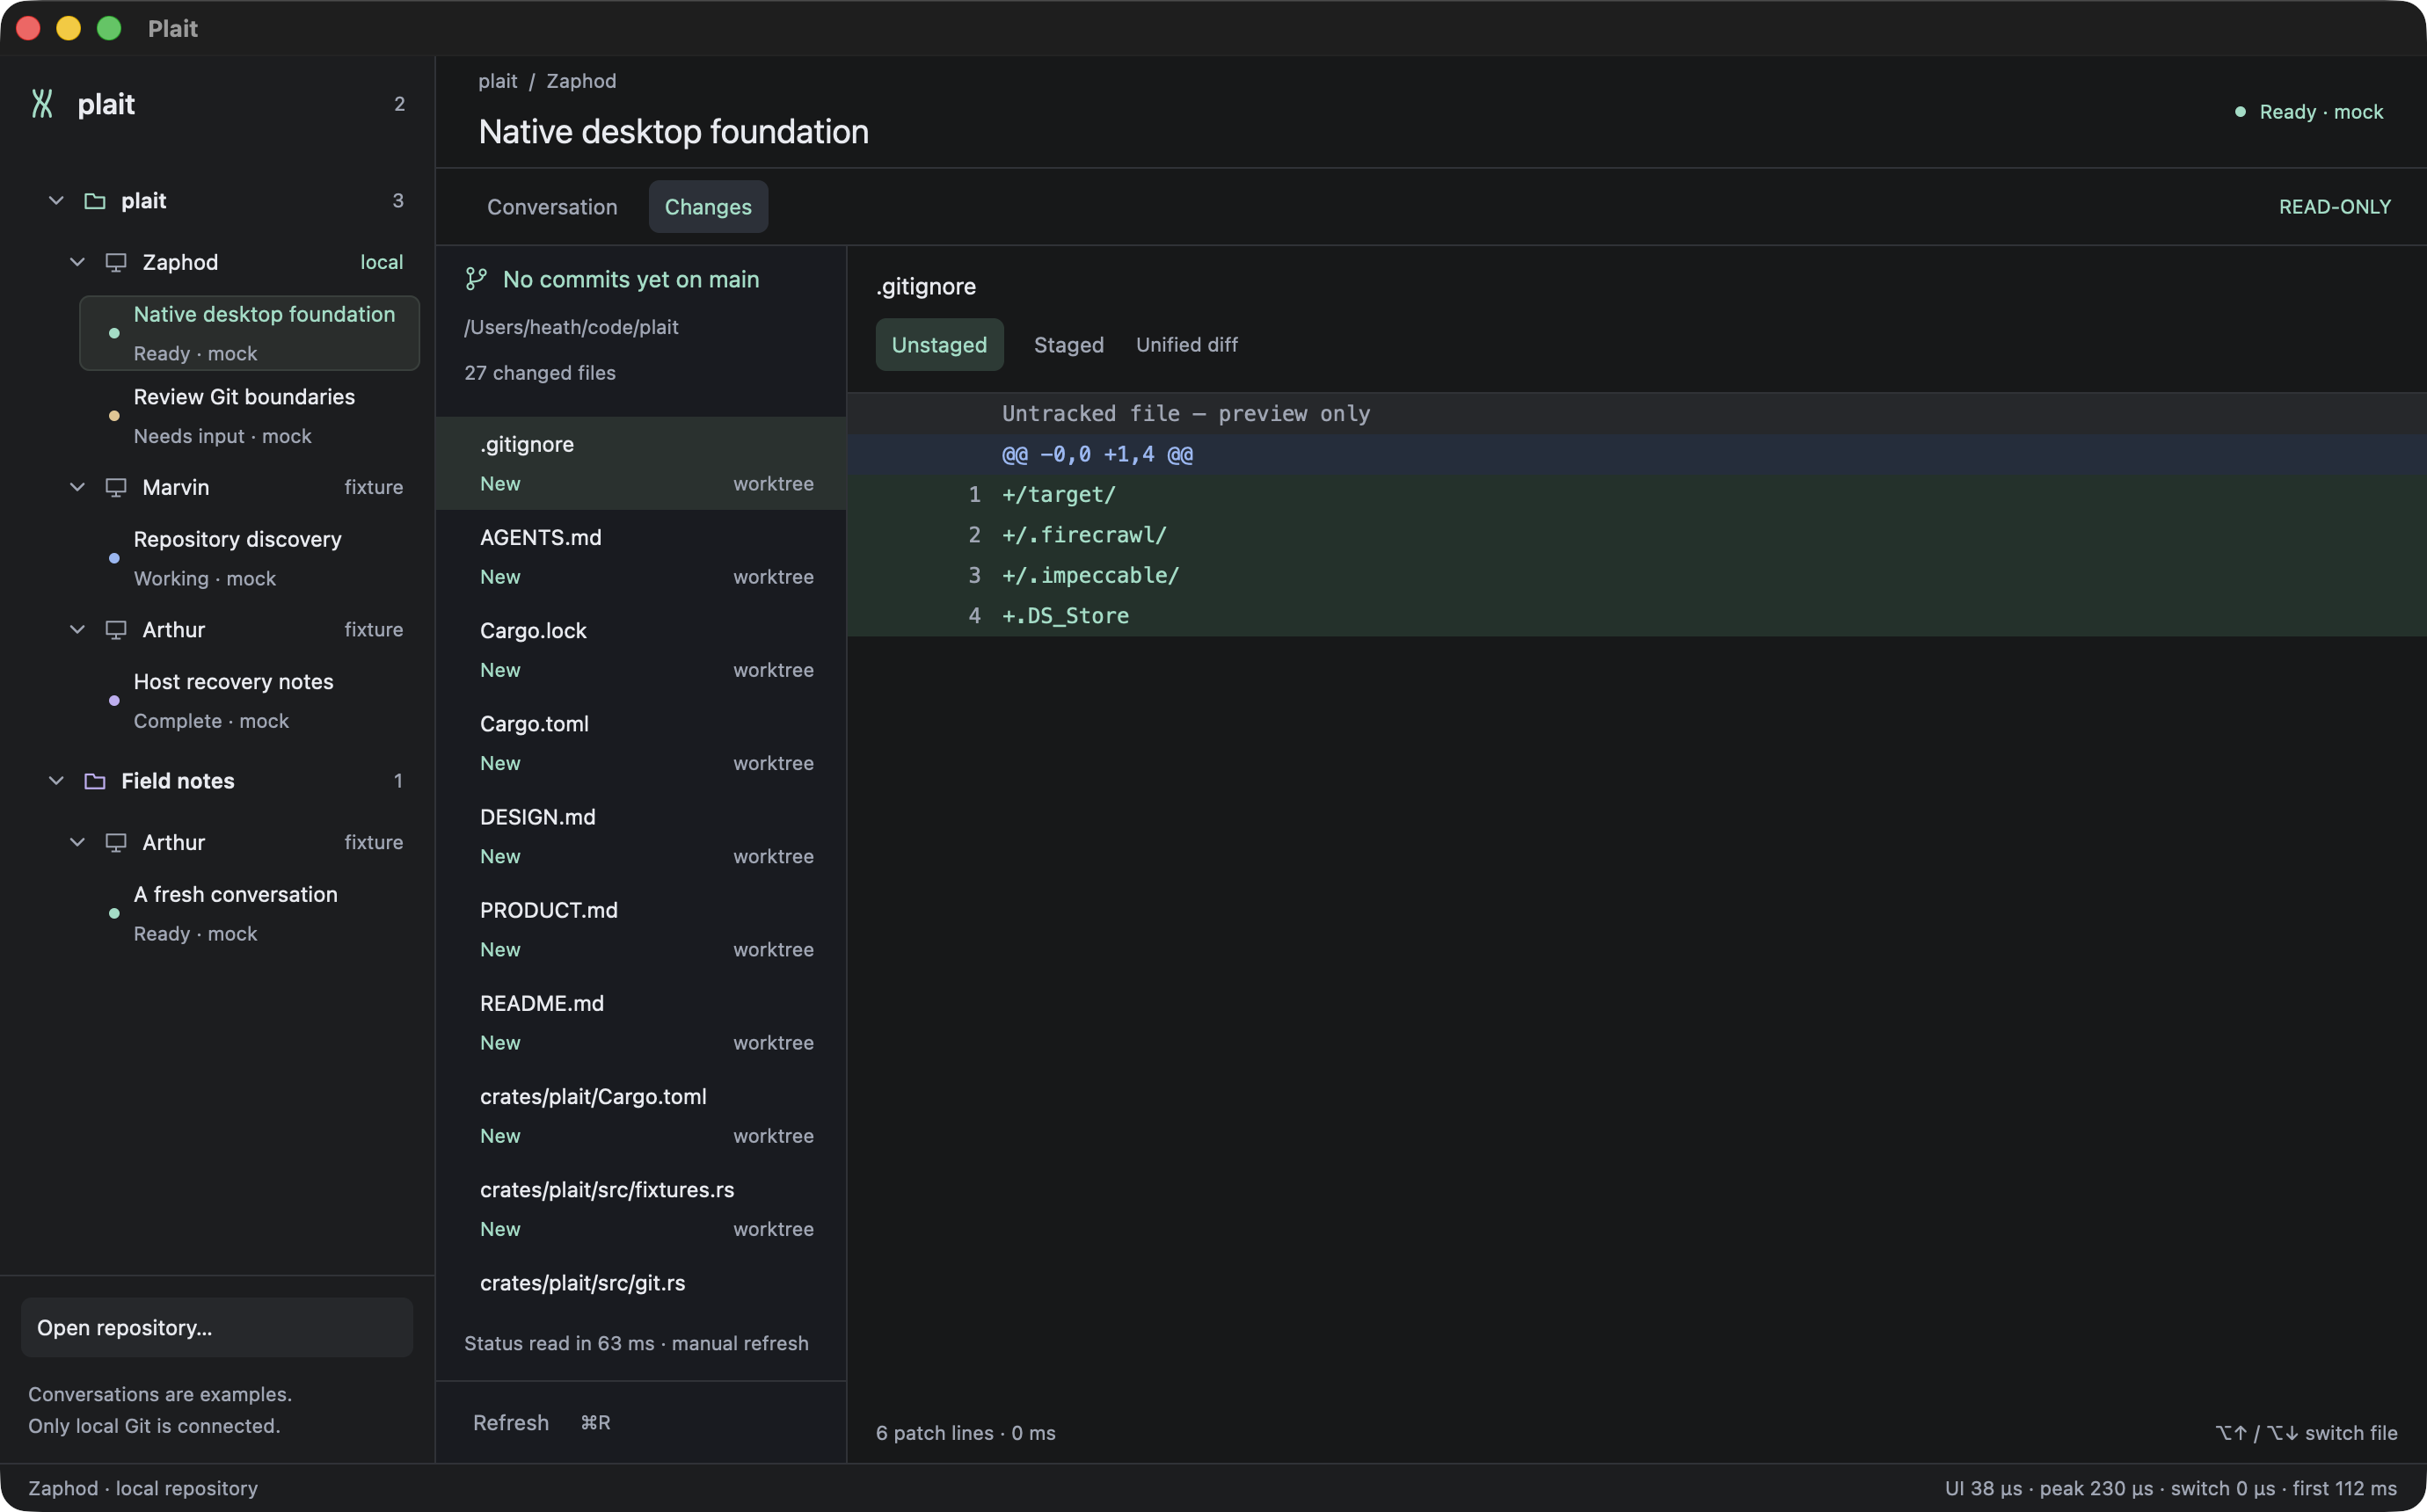 Plait
plait 2
plait 3
Zaphod local
Native desktop foundation
Ready · mock
Review Git boundaries
Needs input · mock
Marvin fixture
Repository discovery
Working · mock
Arthur fixture
Host recovery notes
Complete · mock
Field notes 1
Arthur fixture
A fresh conversation
Ready · mock
Open repository...
Conversations are examples.
Only local Git is connected.
plait / Zaphod
Native desktop foundation
Ready · mock
Conversation Changes
READ-ONLY
No commits yet on main
/Users/heath/code/plait
27 changed files
.gitignore
New worktree
AGENTS.md
New worktree
Cargo.lock
New worktree
Cargo.toml
New worktree
DESIGN.md
New worktree
PRODUCT.md
New worktree
README.md
New worktree
crates/plait/Cargo.toml
New worktree
crates/plait/src/fixtures.rs
New worktree
crates/plait/src/git.rs
Status read in 63 ms · manual refresh
Refresh ⌘R
.gitignore
Unstaged Staged Unified diff
Untracked file — preview only
@@ -0,0 +1,4 @@
1 +/target/
2 +/.firecrawl/
3 +/.impeccable/
4 +.DS_Store
6 patch lines · 0 ms
⌥↑ / ⌥↓ switch file
Zaphod · local repository
UI 38 µs · peak 230 µs · switch 0 µs · first 112 ms